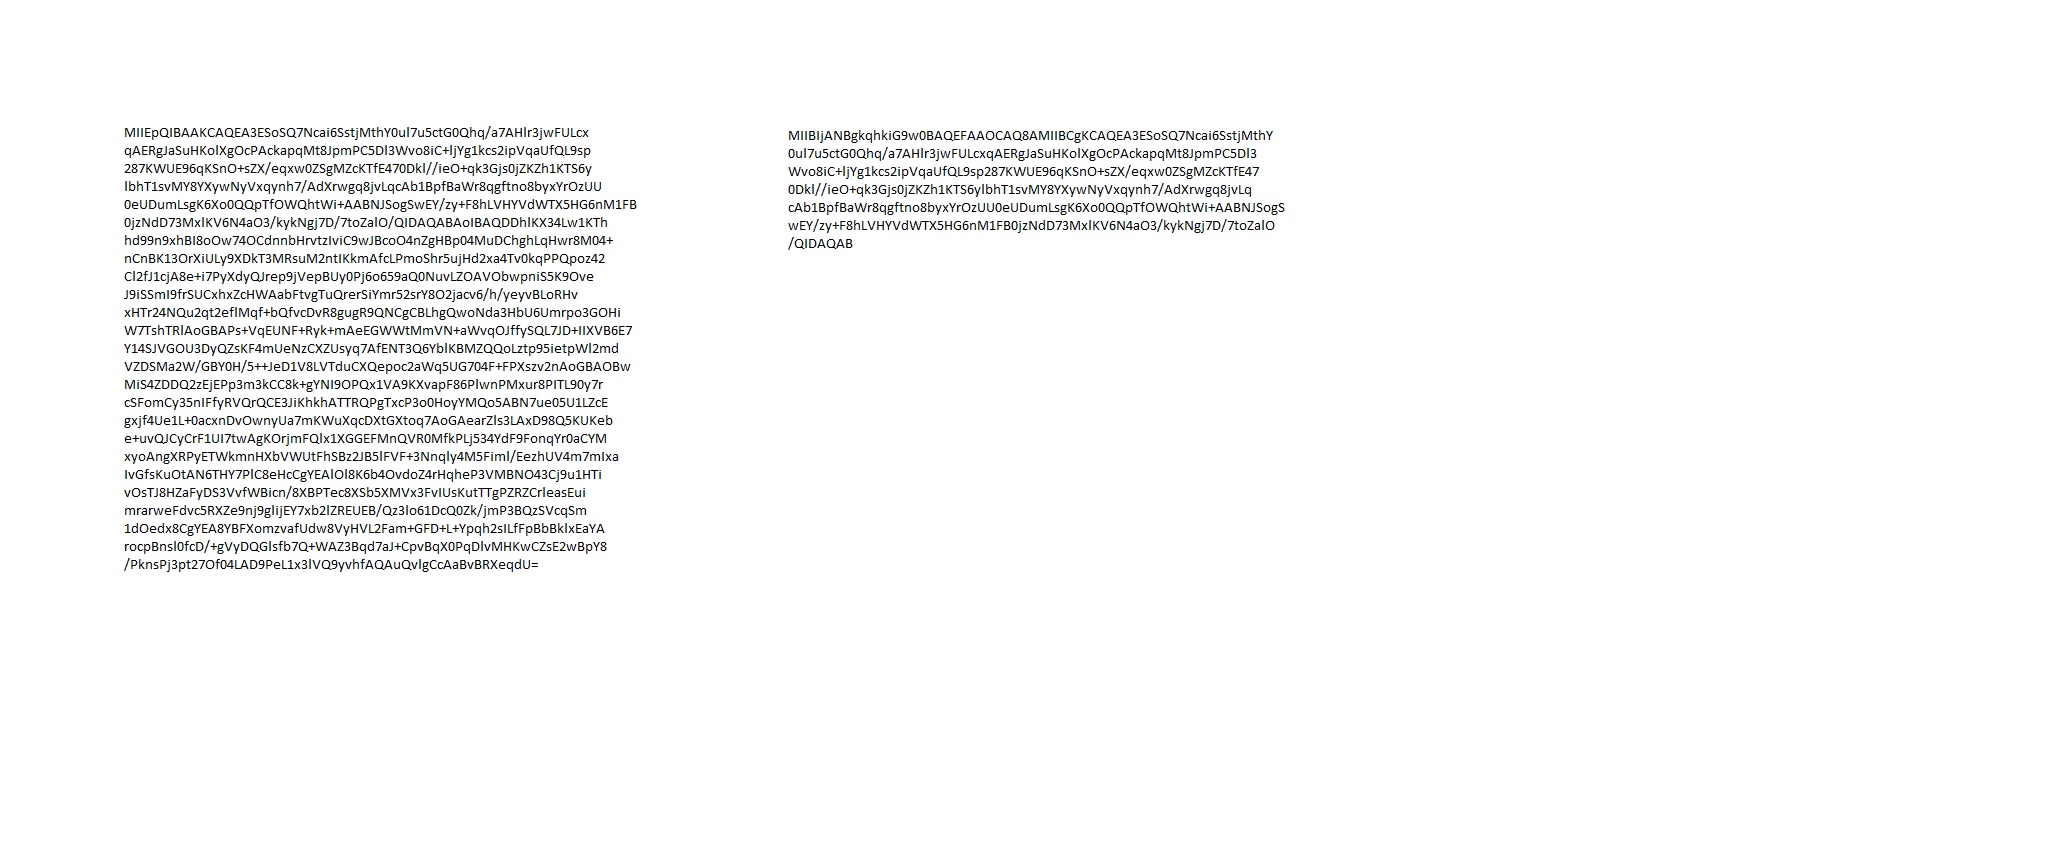 MIIEpQIBAAKCAQEA3ESoSQ7Ncai6SstjMthY0ul7u5ctG0Qhq/a7AHlr3jwFULcx
qAERgJaSuHKolXgOcPAckapqMt8JpmPC5Dl3Wvo8iC+ljYg1kcs2ipVqaUfQL9sp
287KWUE96qKSnO+sZX/eqxw0ZSgMZcKTfE470Dkl//ieO+qk3Gjs0jZKZh1KTS6y
lbhT1svMY8YXywNyVxqynh7/AdXrwgq8jvLqcAb1BpfBaWr8qgftno8byxYrOzUU
0eUDumLsgK6Xo0QQpTfOWQhtWi+AABNJSogSwEY/zy+F8hLVHYVdWTX5HG6nM1FB
0jzNdD73MxlKV6N4aO3/kykNgj7D/7toZalO/QIDAQABAoIBAQDDhlKX34Lw1KTh
hd99n9xhBI8oOw74OCdnnbHrvtzIviC9wJBcoO4nZgHBp04MuDChghLqHwr8M04+
nCnBK13OrXiULy9XDkT3MRsuM2ntIKkmAfcLPmoShr5ujHd2xa4Tv0kqPPQpoz42
Cl2fJ1cjA8e+i7PyXdyQJrep9jVepBUy0Pj6o659aQ0NuvLZOAVObwpniS5K9Ove
J9iSSmI9frSUCxhxZcHWAabFtvgTuQrerSiYmr52srY8O2jacv6/h/yeyvBLoRHv
xHTr24NQu2qt2eflMqf+bQfvcDvR8gugR9QNCgCBLhgQwoNda3HbU6Umrpo3GOHi
W7TshTRlAoGBAPs+VqEUNF+Ryk+mAeEGWWtMmVN+aWvqOJffySQL7JD+IIXVB6E7
Y14SJVGOU3DyQZsKF4mUeNzCXZUsyq7AfENT3Q6YblKBMZQQoLztp95ietpWl2md
VZDSMa2W/GBY0H/5++JeD1V8LVTduCXQepoc2aWq5UG704F+FPXszv2nAoGBAOBw
MiS4ZDDQ2zEjEPp3m3kCC8k+gYNI9OPQx1VA9KXvapF86PlwnPMxur8PITL90y7r
cSFomCy35nIFfyRVQrQCE3JiKhkhATTRQPgTxcP3o0HoyYMQo5ABN7ue05U1LZcE
gxjf4Ue1L+0acxnDvOwnyUa7mKWuXqcDXtGXtoq7AoGAearZls3LAxD98Q5KUKeb
e+uvQJCyCrF1UI7twAgKOrjmFQlx1XGGEFMnQVR0MfkPLj534YdF9FonqYr0aCYM
xyoAngXRPyETWkmnHXbVWUtFhSBz2JB5lFVF+3Nnqly4M5Fiml/EezhUV4m7mIxa
IvGfsKuOtAN6THY7PlC8eHcCgYEAlOl8K6b4OvdoZ4rHqheP3VMBNO43Cj9u1HTi
vOsTJ8HZaFyDS3VvfWBicn/8XBPTec8XSb5XMVx3FvIUsKutTTgPZRZCrleasEui
mrarweFdvc5RXZe9nj9glijEY7xb2lZREUEB/Qz3lo61DcQ0Zk/jmP3BQzSVcqSm
1dOedx8CgYEA8YBFXomzvafUdw8VyHVL2Fam+GFD+L+Ypqh2sILfFpBbBklxEaYA
rocpBnsl0fcD/+gVyDQGlsfb7Q+WAZ3Bqd7aJ+CpvBqX0PqDlvMHKwCZsE2wBpY8
/PknsPj3pt27Of04LAD9PeL1x3lVQ9yvhfAQAuQvlgCcAaBvBRXeqdU=
MIIBIjANBgkqhkiG9w0BAQEFAAOCAQ8AMIIBCgKCAQEA3ESoSQ7Ncai6SstjMthY
0ul7u5ctG0Qhq/a7AHlr3jwFULcxqAERgJaSuHKolXgOcPAckapqMt8JpmPC5Dl3
Wvo8iC+ljYg1kcs2ipVqaUfQL9sp287KWUE96qKSnO+sZX/eqxw0ZSgMZcKTfE47
0Dkl//ieO+qk3Gjs0jZKZh1KTS6ylbhT1svMY8YXywNyVxqynh7/AdXrwgq8jvLq
cAb1BpfBaWr8qgftno8byxYrOzUU0eUDumLsgK6Xo0QQpTfOWQhtWi+AABNJSogS
wEY/zy+F8hLVHYVdWTX5HG6nM1FB0jzNdD73MxlKV6N4aO3/kykNgj7D/7toZalO
/QIDAQAB